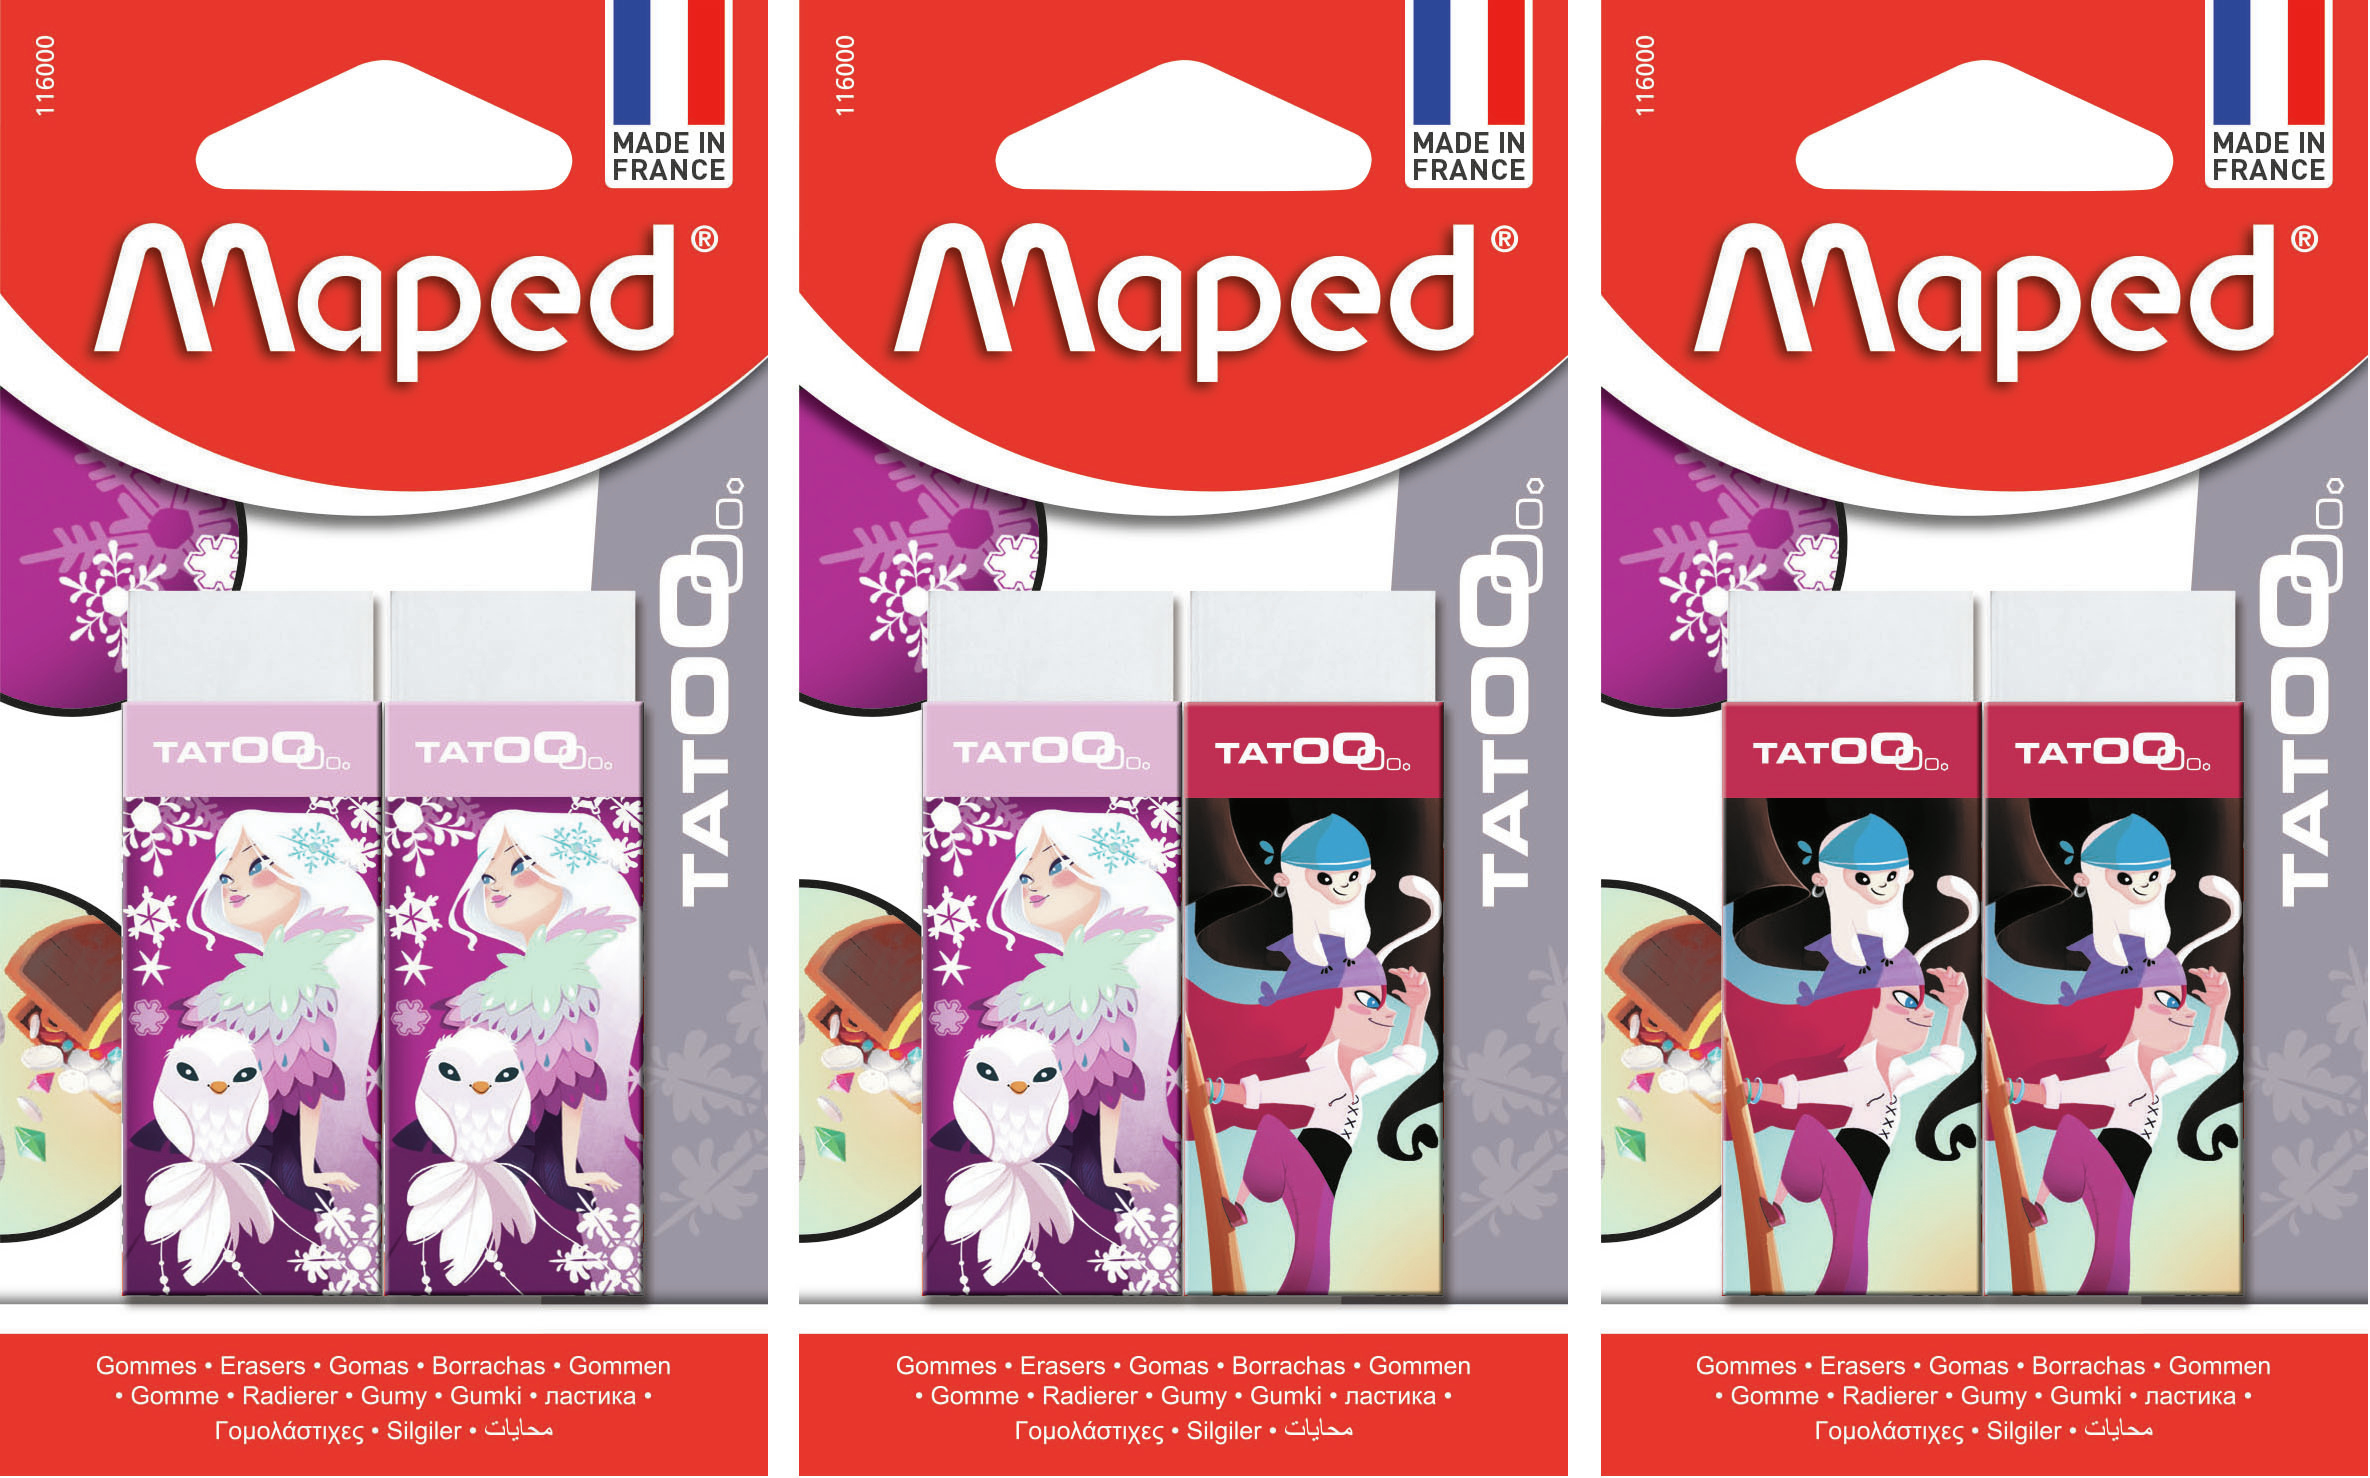 116000
MADE IN
FRANCE
Maped®
TATOO
TATOO
TATOO
Gommes • Erasers • Gomas • Borrachas • Gommen
• Gomme • Radierer • Gumy • Gumki • ластика •
Γομολάστιχες • Silgiler • محايات
116000
MADE IN
FRANCE
Maped®
TATOO
TATOO
TATOO
Gommes • Erasers • Gomas • Borrachas • Gommen
• Gomme • Radierer • Gumy • Gumki • ластика •
Γομολάστιχες • Silgiler • محايات
116000
MADE IN
FRANCE
Maped®
TATOO
TATOO
TATOO
Gommes • Erasers • Gomas • Borrachas • Gommen
• Gomme • Radierer • Gumy • Gumki • ластика •
Γομολάστιχες • Silgiler • محايات